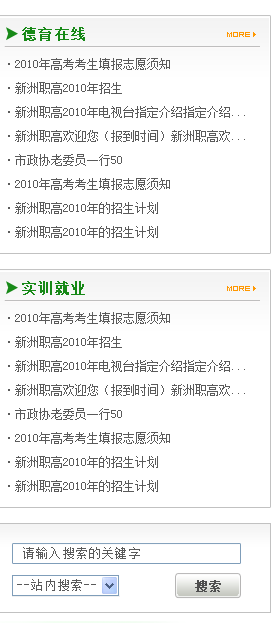 德育在线 MORE
·2010年高考考生填报志愿须知
·新洲职高2010年招生
·新洲职高2010年电视台指定介绍指定介绍...
·新洲职高欢迎您（报到时间）新洲职高欢...
·市政协老委员一行50
·2010年高考考生填报志愿须知
·新洲职高2010年的招生计划
·新洲职高2010年的招生计划
实训就业 MORE
·2010年高考考生填报志愿须知
·新洲职高2010年招生
·新洲职高2010年电视台指定介绍指定介绍...
·新洲职高欢迎您（报到时间）新洲职高欢...
·市政协老委员一行50
·2010年高考考生填报志愿须知
·新洲职高2010年的招生计划
·新洲职高2010年的招生计划
请输入搜索的关键字
--站内搜索-- 搜索